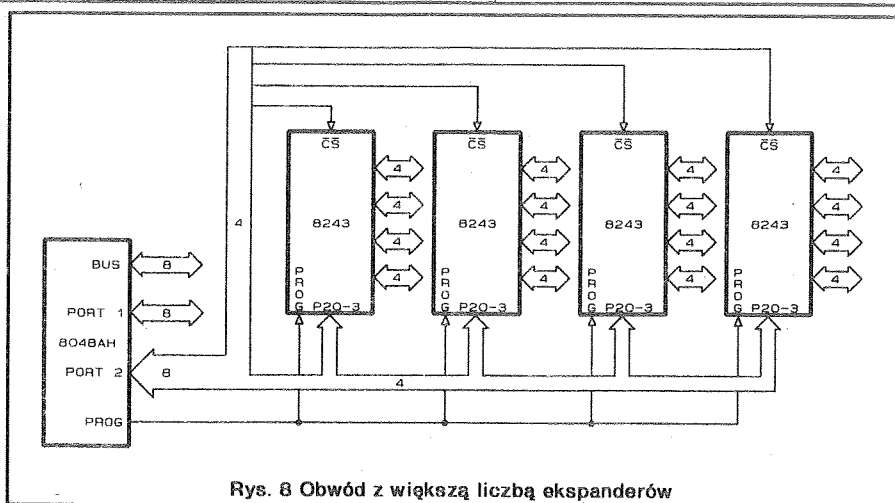 CS CS CS CS
4 4 4 4
4 4 4 4
4
8243 8243 8243 8243
4 4 4 4
BUS 8
4 4 4 4
PROG PROG PROG PROG
P20-3 P20-3 P20-3 P20-3
PORT 1 8
8048AH
PORT 2 8
4
PROG
Rys. 8 Obwód z większą liczbą ekspanderów